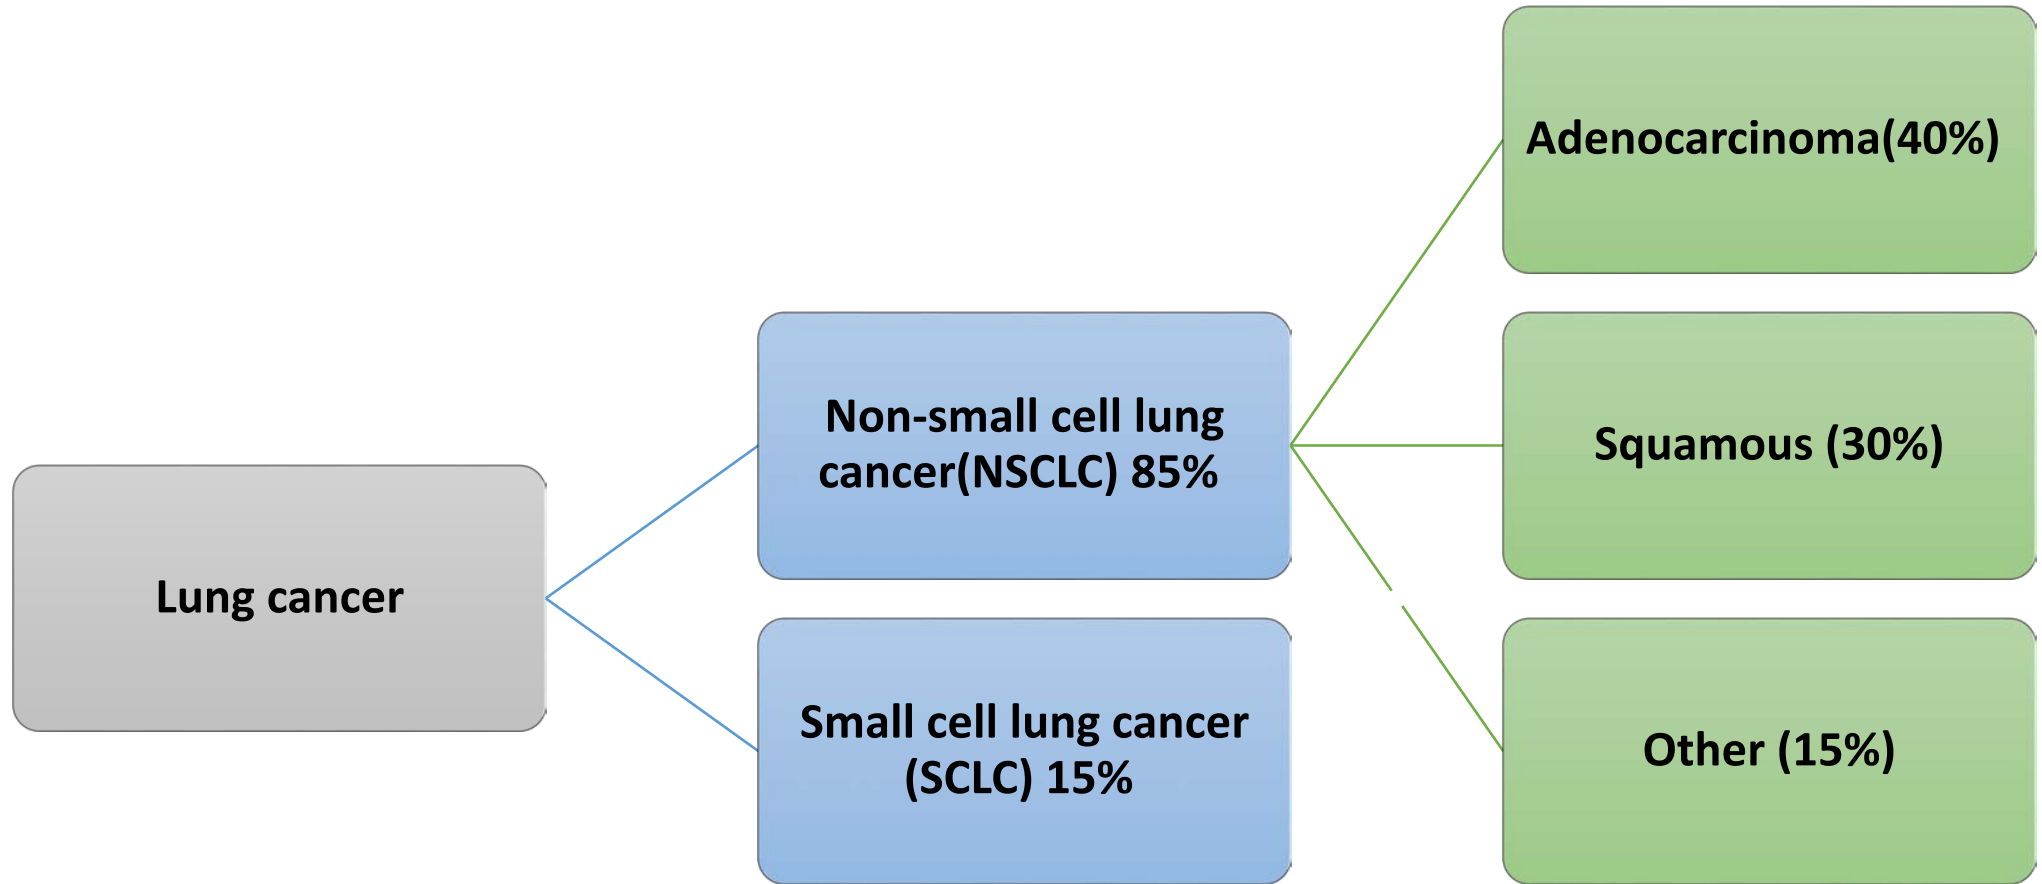 Lung cancer
Non-small cell lung
cancer(NSCLC) 85%
Small cell lung cancer
(SCLC) 15%
Adenocarcinoma(40%)
Squamous (30%)
Other (15%)